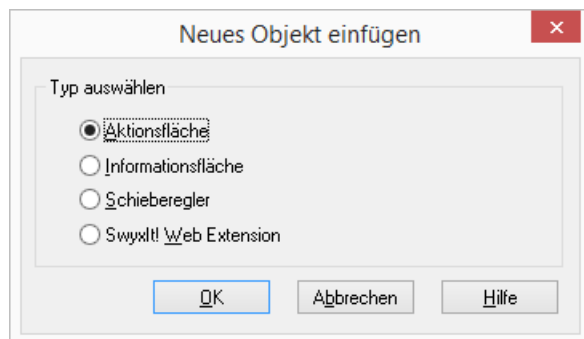 Neues Objekt einfügen
Typ auswählen
Aktionsfläche
Informationsfläche
Schieberegler
SwyxIt! Web Extension
OK Abbrechen Hilfe